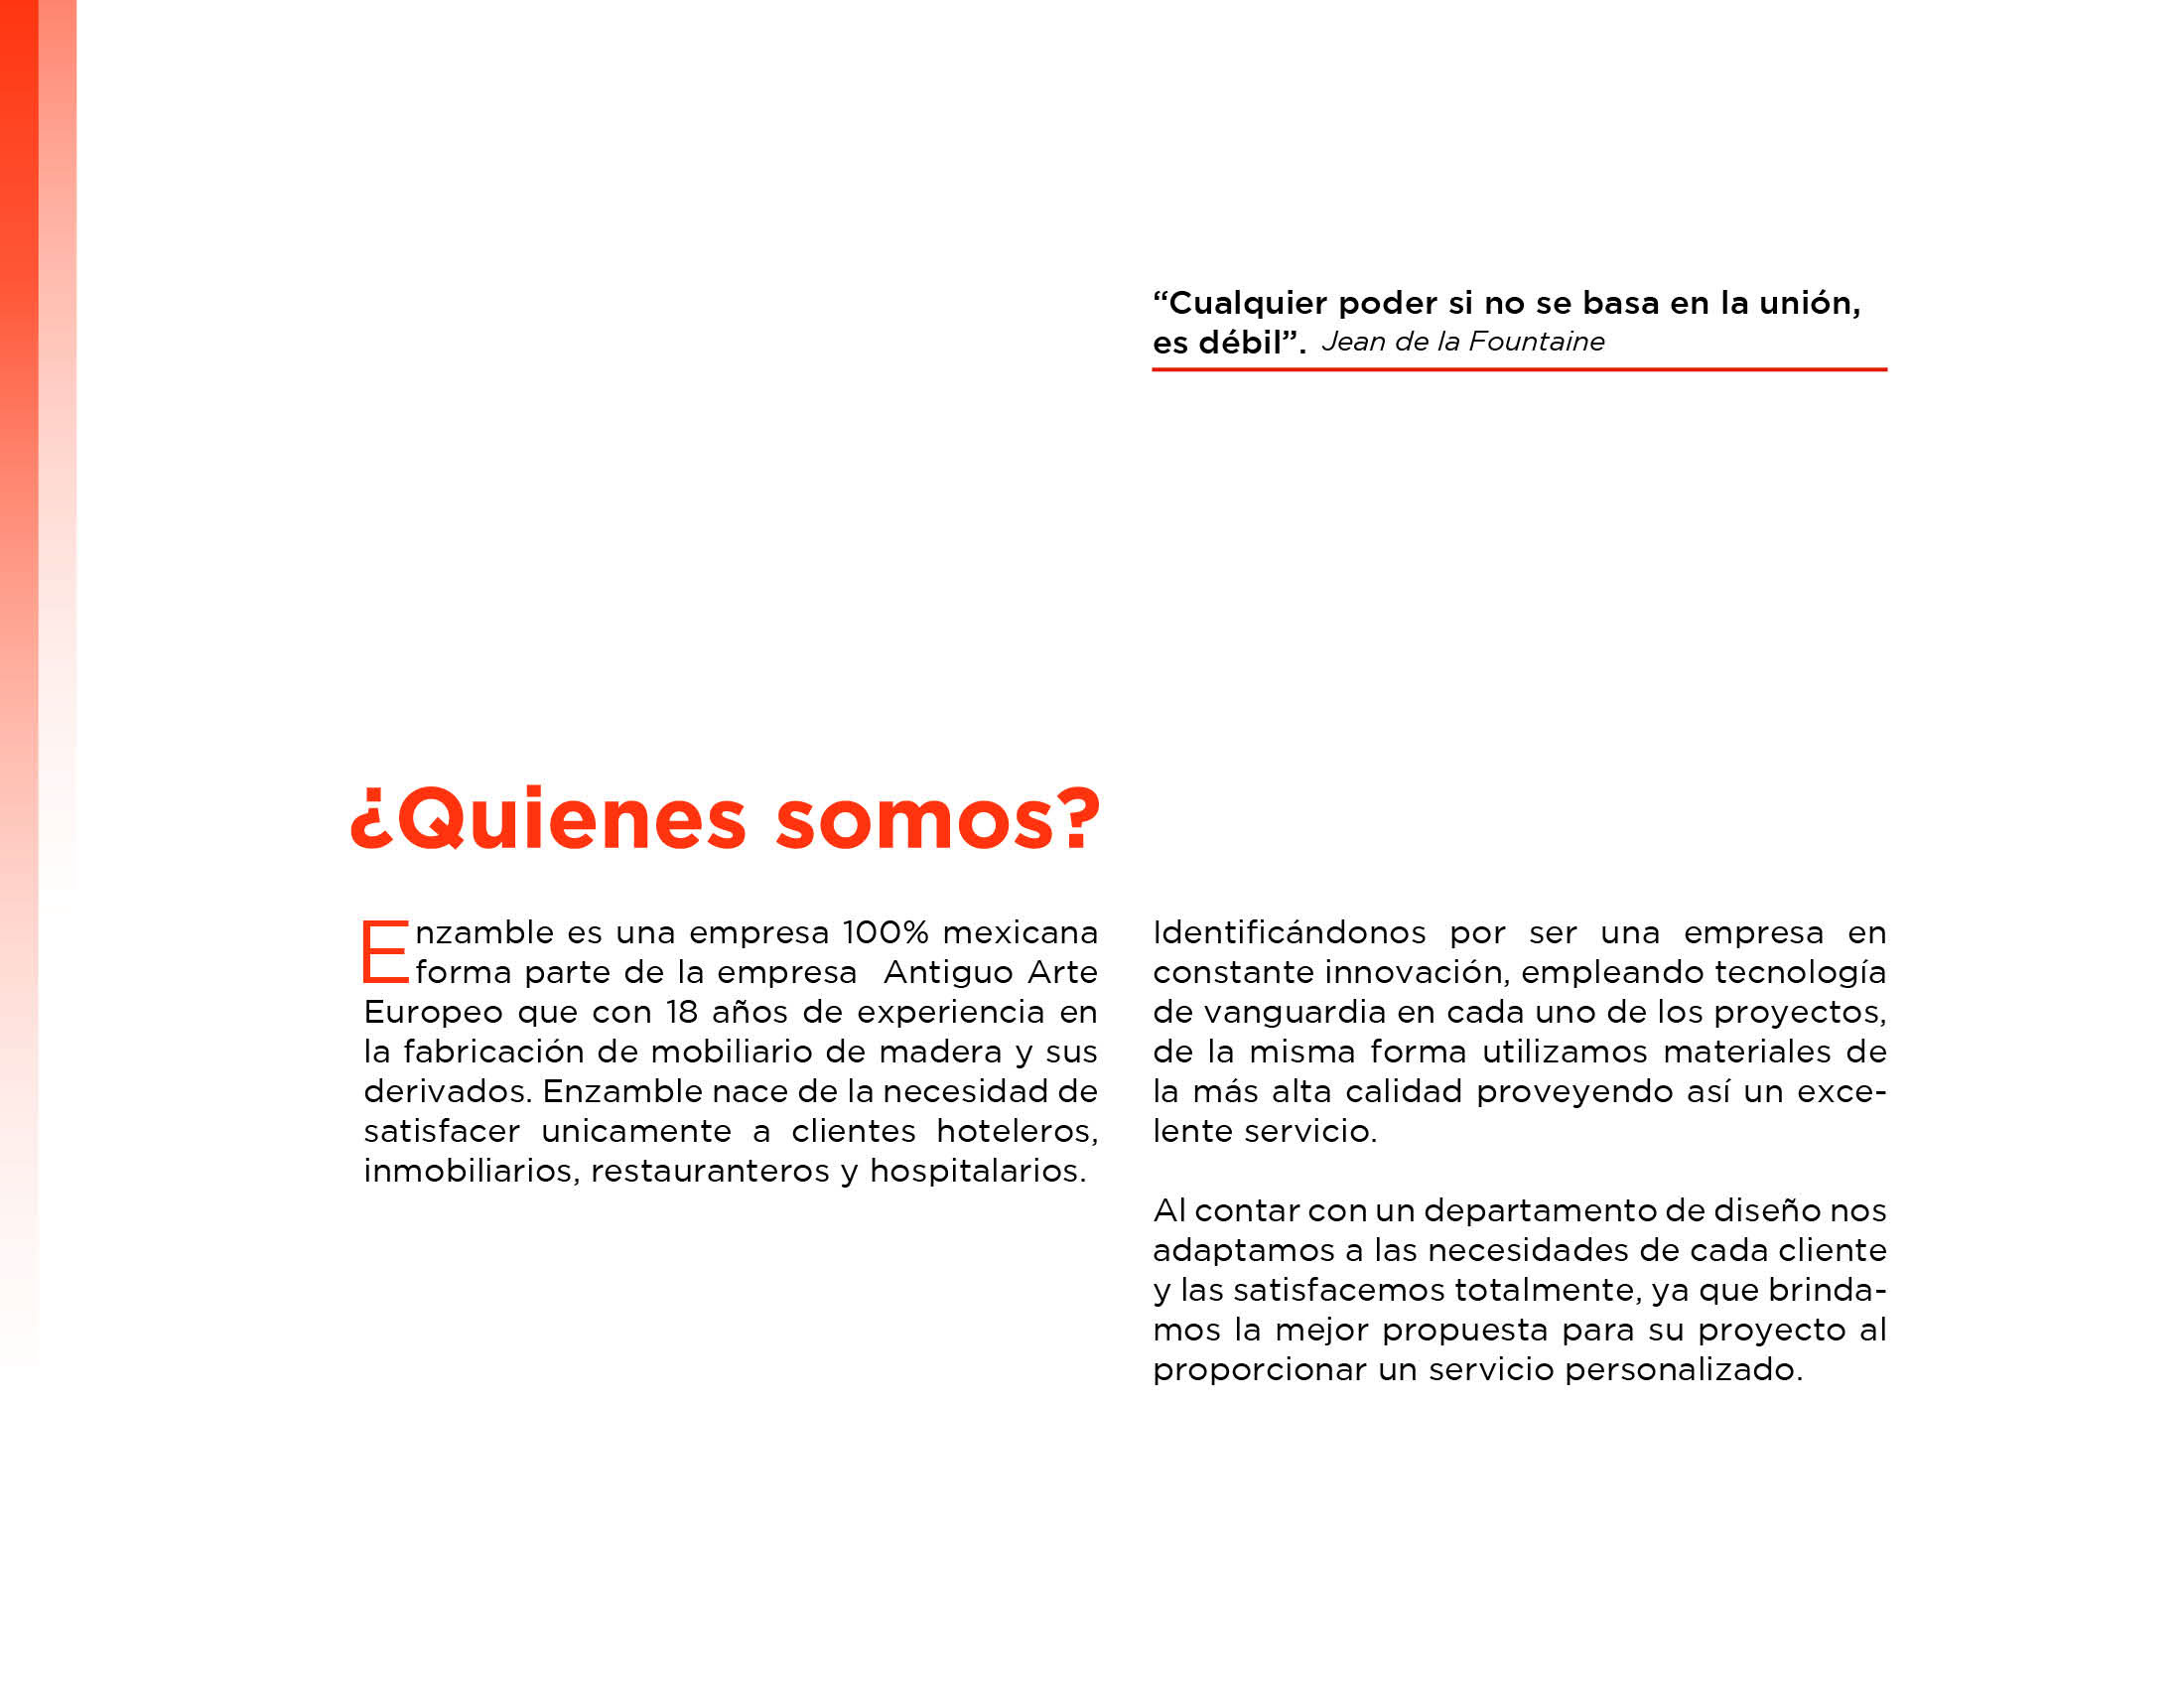 “Cualquier poder si no se basa en la unión,
es débil”. Jean de la Fountaine
¿Quienes somos?
Enzamble es una empresa 100% mexicana
forma parte de la empresa  Antiguo Arte
Europeo que con 18 años de experiencia en
la fabricación de mobiliario de madera y sus
derivados. Enzamble nace de la necesidad de
satisfacer unicamente a clientes hoteleros,
inmobiliarios, restauranteros y hospitalarios.
Identificándonos por ser una empresa en
constante innovación, empleando tecnología
de vanguardia en cada uno de los proyectos,
de la misma forma utilizamos materiales de
la más alta calidad proveyendo así un exce-
lente servicio.
Al contar con un departamento de diseño nos
adaptamos a las necesidades de cada cliente
y las satisfacemos totalmente, ya que brinda-
mos la mejor propuesta para su proyecto al
proporcionar un servicio personalizado.